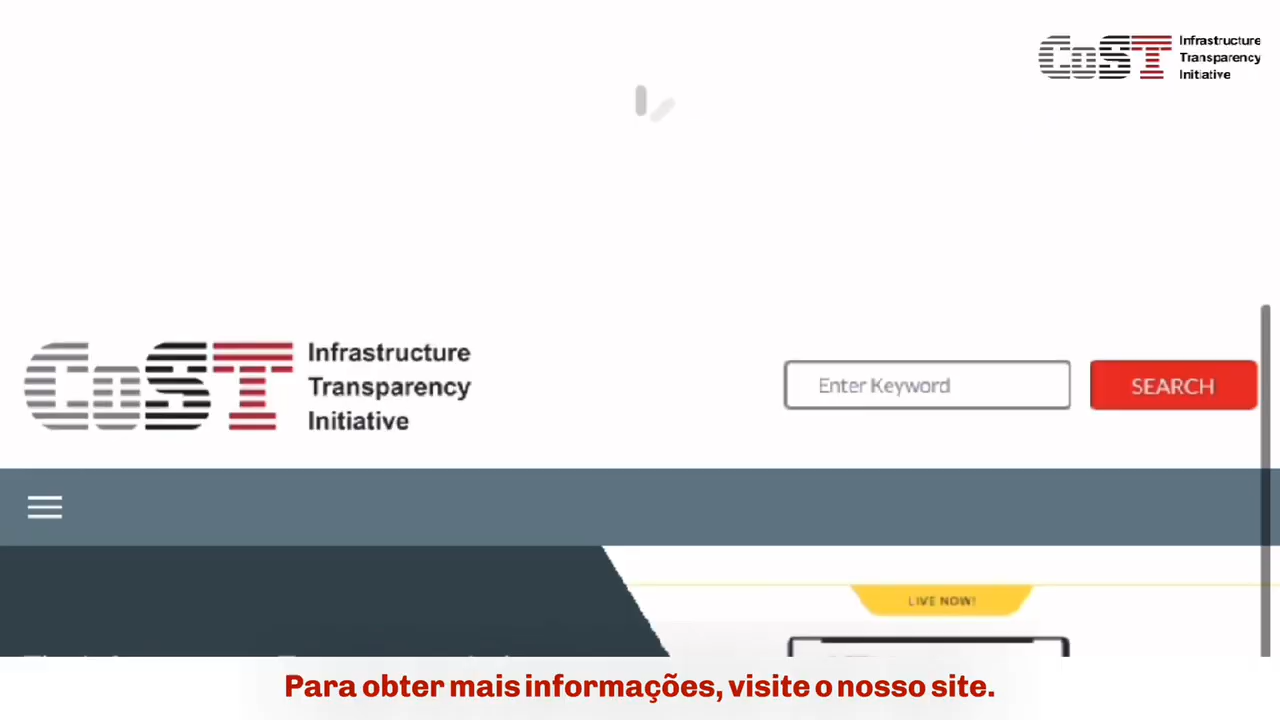 CoST Infrastructure
Transparency
Initiative
CoST Infrastructure
Transparency
Initiative
Enter Keyword
SEARCH
LIVE NOW!
Para obter mais informações, visite o nosso site.